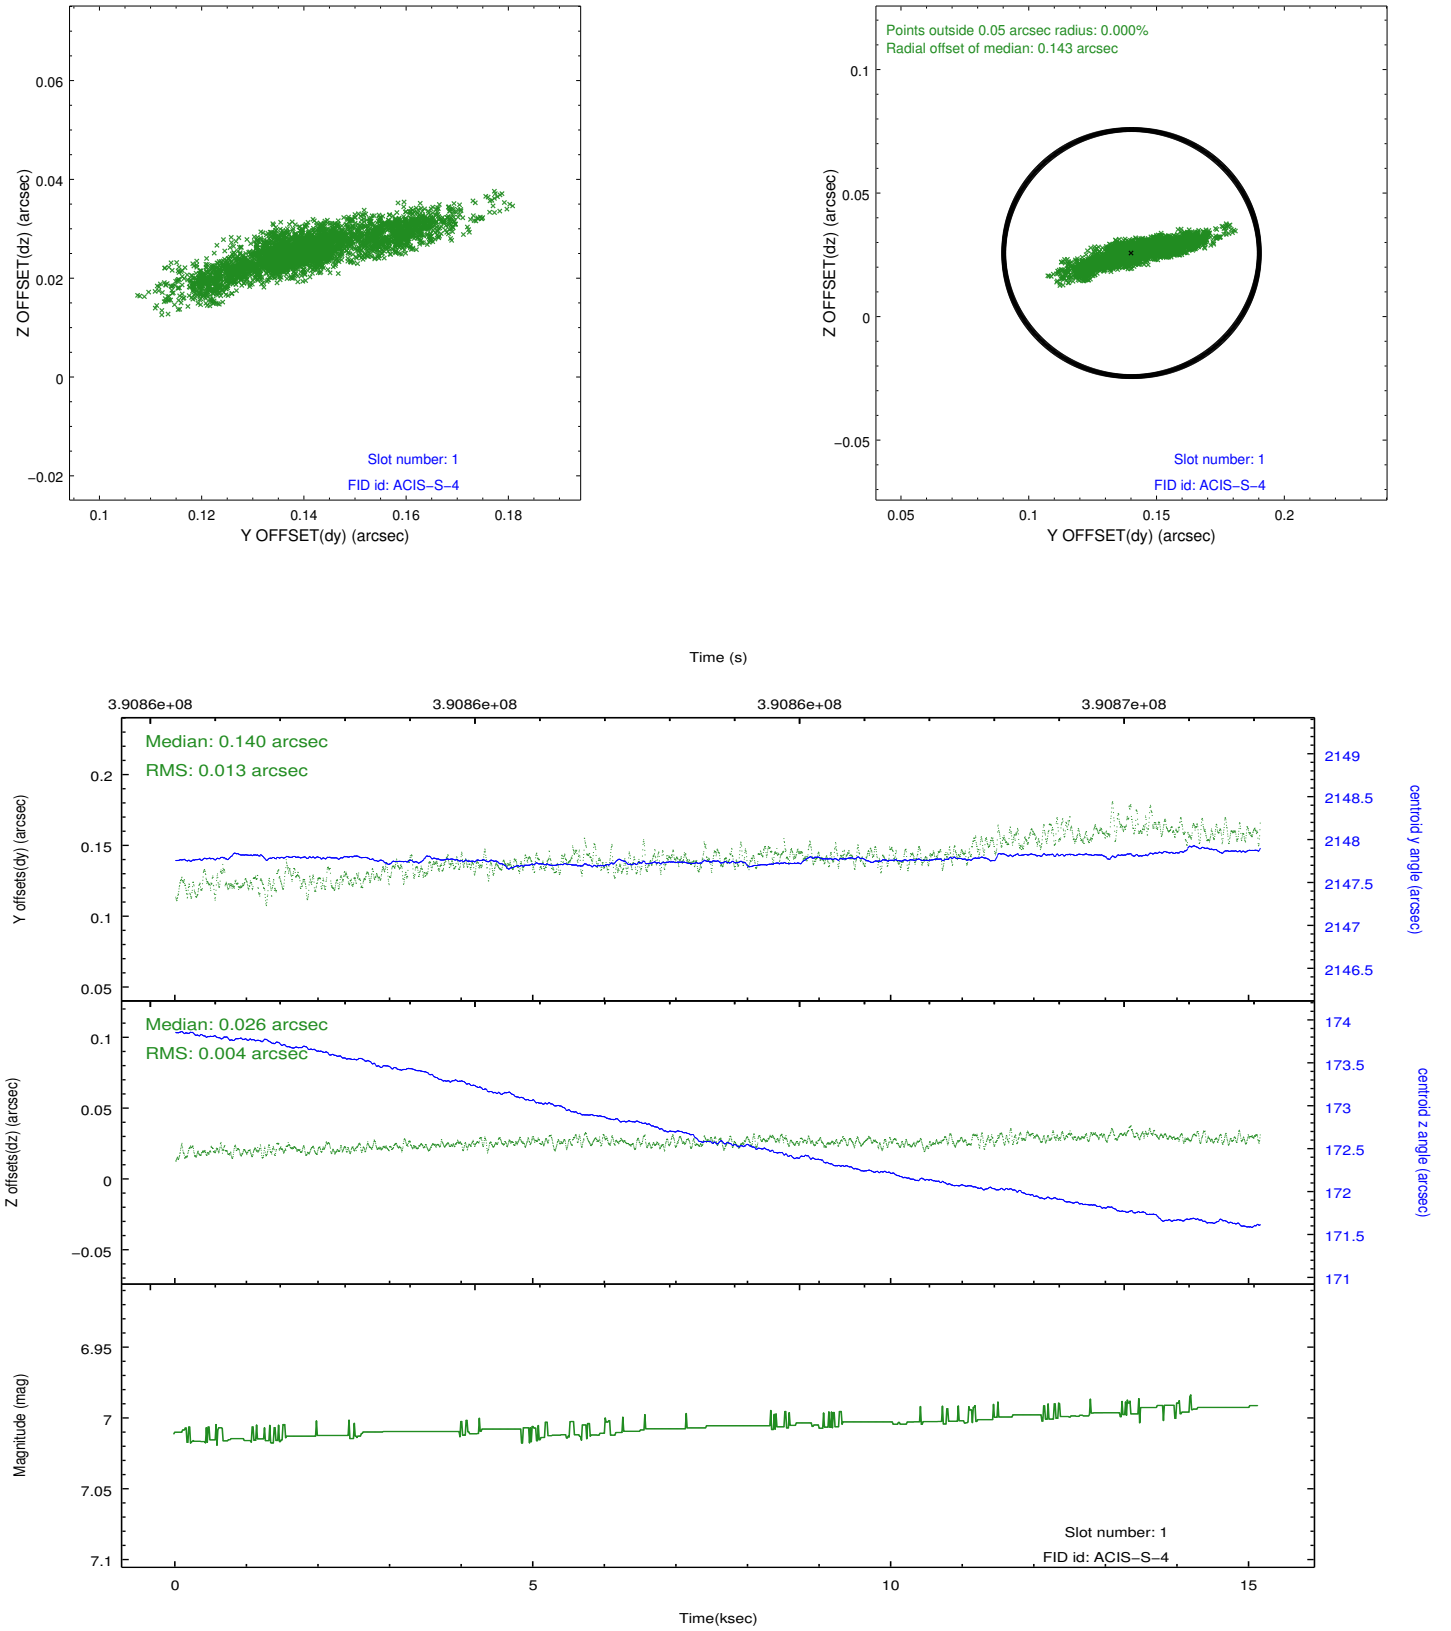 0.06
0.04
0.02
0
−0.02
Z OFFSET(dz) (arcsec)
Slot number: 1
FID id: ACIS−S−4
0.1 0.12 0.14 0.16 0.18
Y OFFSET(dy) (arcsec)
Points outside 0.05 arcsec radius: 0.000%
Radial offset of median: 0.143 arcsec
0.1
0.05
0
−0.05
Z OFFSET(dz) (arcsec)
Slot number: 1
FID id: ACIS−S−4
0.05 0.1 0.15 0.2
Y OFFSET(dy) (arcsec)
Time (s)
3.9086e+08 3.9086e+08 3.9086e+08 3.9087e+08
Median: 0.140 arcsec
RMS: 0.013 arcsec
0.2
0.15
0.1
0.05
Y offsets(dy) (arcsec)
2149
2148.5
2148
2147.5
2147
2146.5
centroid y angle (arcsec)
Median: 0.026 arcsec
RMS: 0.004 arcsec
0.1
0.05
0
−0.05
Z offsets(dz) (arcsec)
174
173.5
173
172.5
172
171.5
171
centroid z angle (arcsec)
6.95
7
7.05
7.1
Magnitude (mag)
Slot number: 1
FID id: ACIS−S−4
0 5 10 15
Time(ksec)